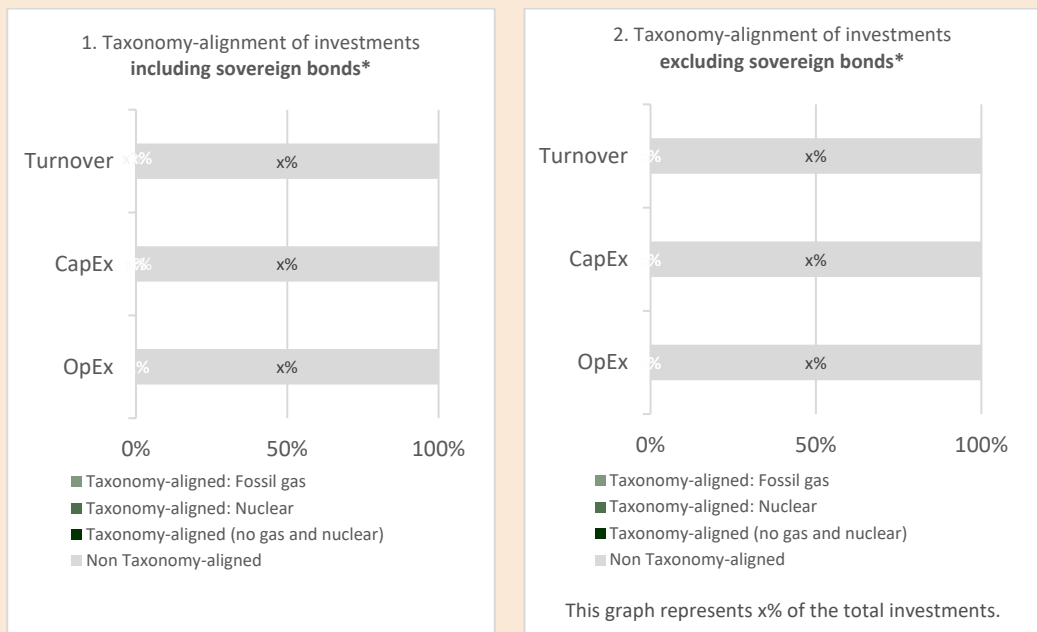 1. Taxonomy-alignment of investments
including sovereign bonds*
Turnover
x%
CapEx
x%
OpEx
x%
0% 50% 100%
Taxonomy-aligned: Fossil gas
Taxonomy-aligned: Nuclear
Taxonomy-aligned (no gas and nuclear)
Non Taxonomy-aligned
2. Taxonomy-alignment of investments
excluding sovereign bonds*
Turnover
x%
CapEx
x%
OpEx
x%
0% 50% 100%
Taxonomy-aligned: Fossil gas
Taxonomy-aligned: Nuclear
Taxonomy-aligned (no gas and nuclear)
Non Taxonomy-aligned
This graph represents x% of the total investments.